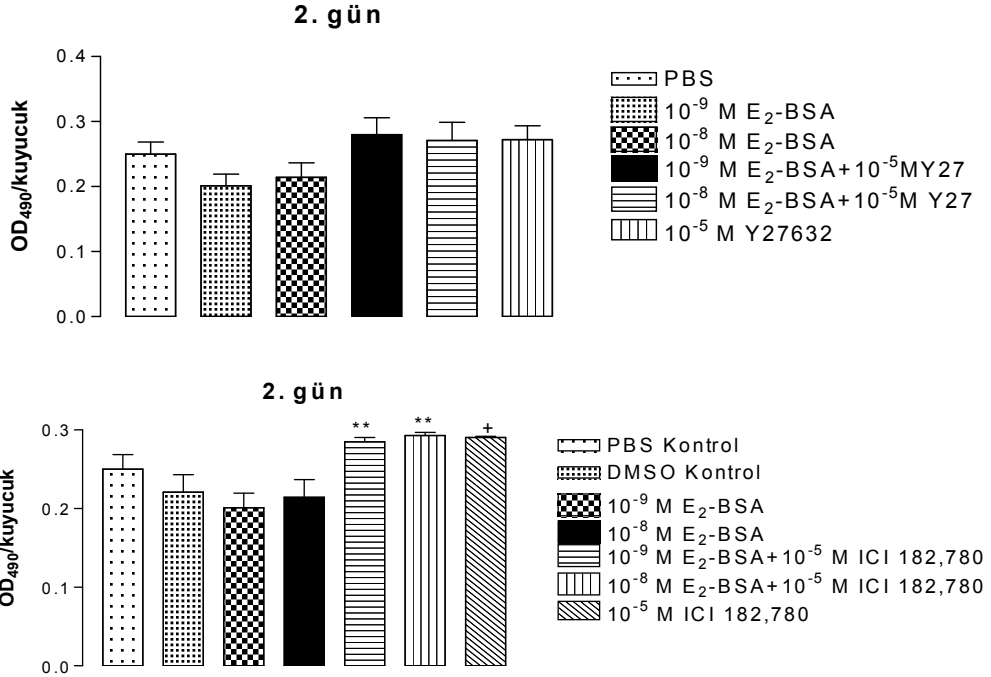 2. gün
0.4
0.3
0.2
0.1
0.0
OD490/kuyucuk
PBS
10-9 M E2-BSA
10-8 M E2-BSA
10-9 M E2-BSA+10-5MY27
10-8 M E2-BSA+10-5M Y27
10-5 M Y27632
2. gün
0.3
0.2
0.1
0.0
OD490/kuyucuk
** ** +
PBS Kontrol
DMSO Kontrol
10-9 M E2-BSA
10-8 M E2-BSA
10-9 M E2-BSA+10-5 M ICI 182,780
10-8 M E2-BSA+10-5 M ICI 182,780
10-5 M ICI 182,780